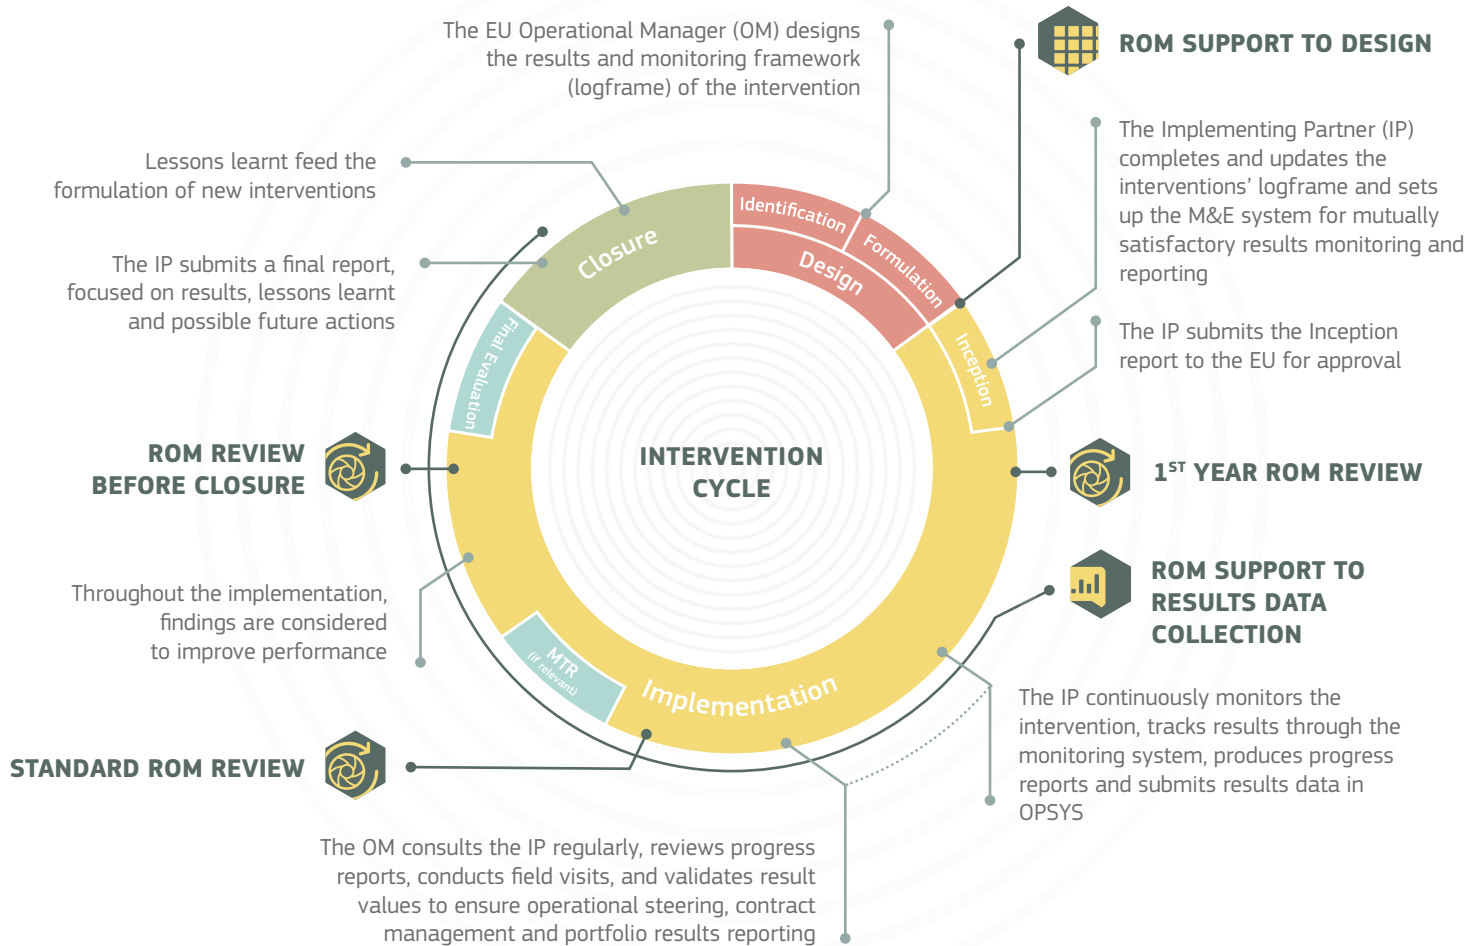 The EU Operational Manager (OM) designs
the results and monitoring framework
(logframe) of the intervention
ROM SUPPORT TO DESIGN
The Implementing Partner (IP)
completes and updates the
interventions’ logframe and sets
up the M&E system for mutually
satisfactory results monitoring and
reporting
Lessons learnt feed the
formulation of new interventions
The IP submits a final report,
focused on results, lessons learnt
and possible future actions
Closure
Identification
Formulation
Design
Inception
Final Evaluation
The IP submits the Inception
report to the EU for approval
ROM REVIEW
BEFORE CLOSURE
INTERVENTION
CYCLE
1ST YEAR ROM REVIEW
ROM SUPPORT TO
RESULTS DATA
COLLECTION
Throughout the implementation,
findings are considered
to improve performance
MTR
(if relevant)
Implementation
The IP continuously monitors the
intervention, tracks results through the
monitoring system, produces progress
reports and submits results data in
OPSYS
STANDARD ROM REVIEW
The OM consults the IP regularly, reviews progress
reports, conducts field visits, and validates result
values to ensure operational steering, contract
management and portfolio results reporting